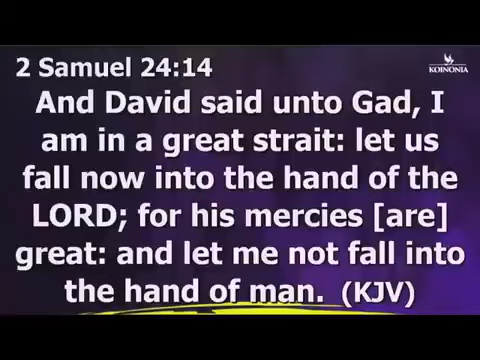 2 Samuel 24:14
KOINONIA
And David said unto Gad, I
am in a great strait: let us
fall now into the hand of the
LORD; for his mercies [are]
great: and let me not fall into
the hand of man. (KJV)